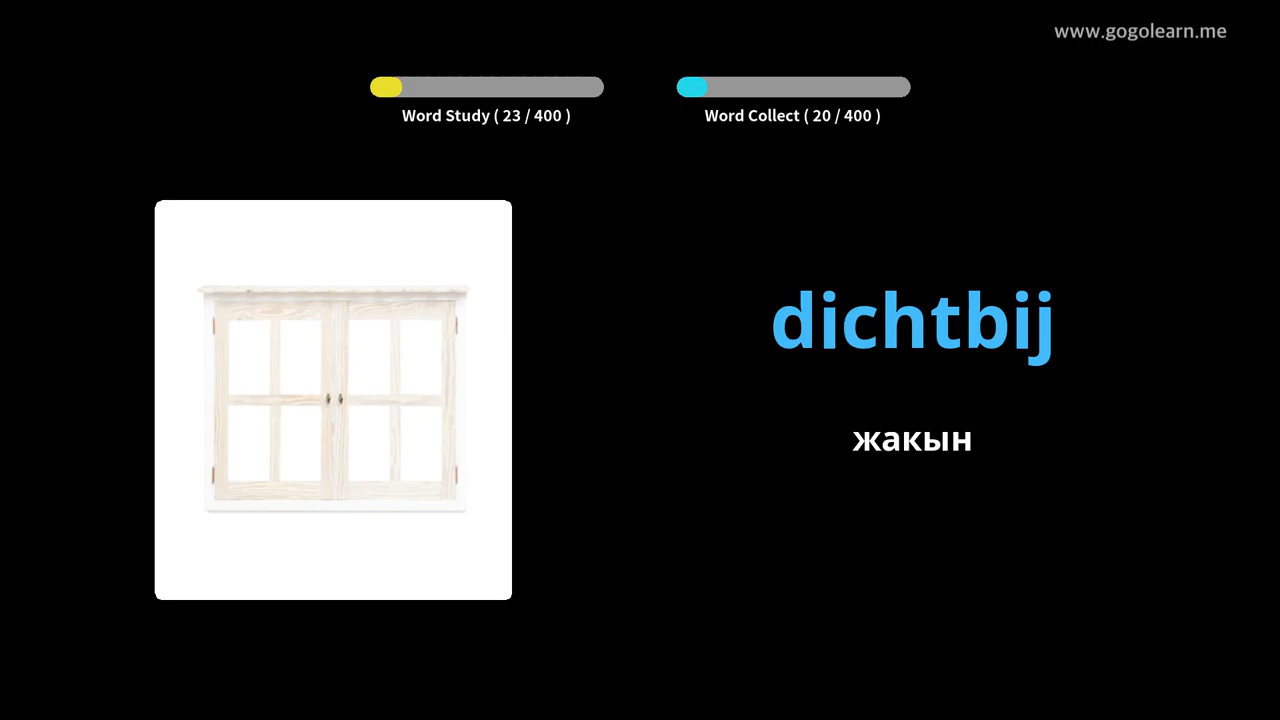 www.gogolearn.me
Word Study ( 23 / 400 )
Word Collect ( 20 / 400 )
dichtbij
жакын